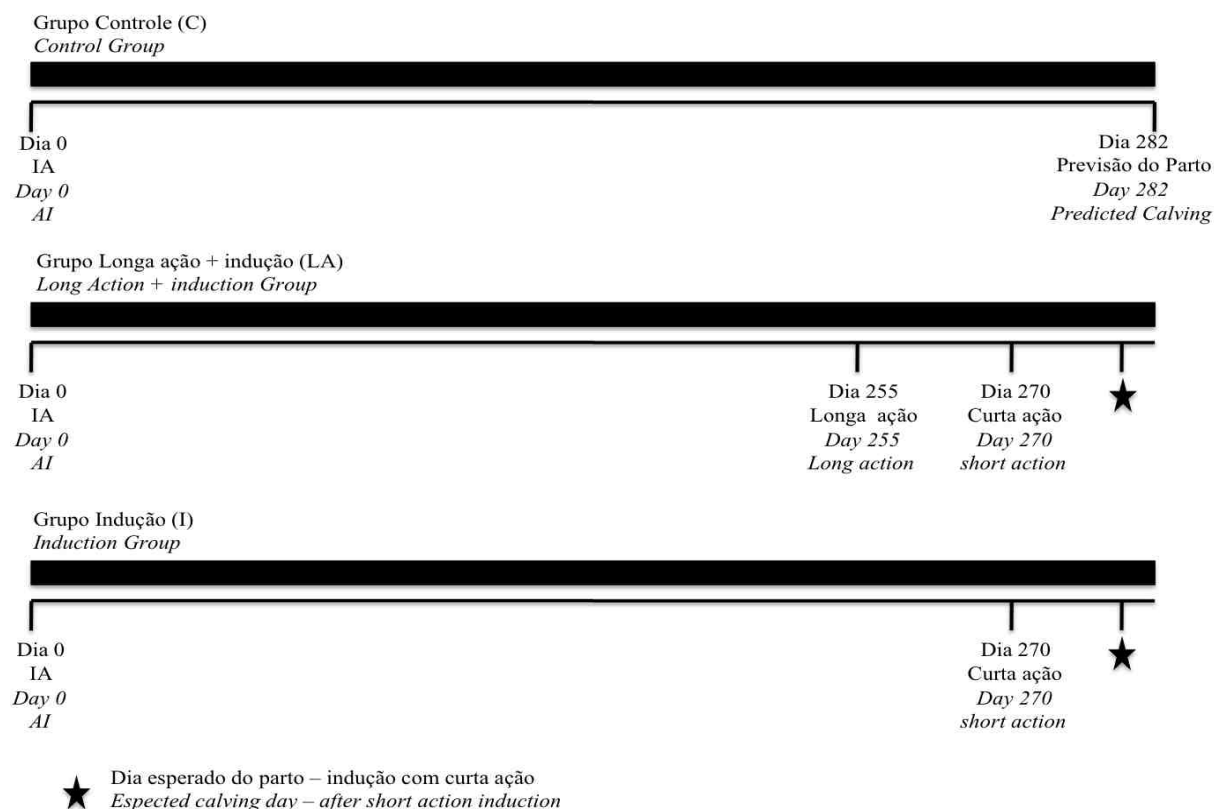 Grupo Controle (C)
Control Group
Dia 0
IA
Day 0
AI
Dia 282
Previsão do Parto
Day 282
Predicted Calving
Grupo Longa ação + indução (LA)
Long Action + induction Group
Dia 0
IA
Day 0
AI
Dia 255
Longa ação
Day 255
Long action
Dia 270
Curta ação
Day 270
short action
Grupo Indução (I)
Induction Group
Dia 0
IA
Day 0
AI
Dia 270
Curta ação
Day 270
short action
Dia esperado do parto – indução com curta ação
Espected calving day – after short action induction